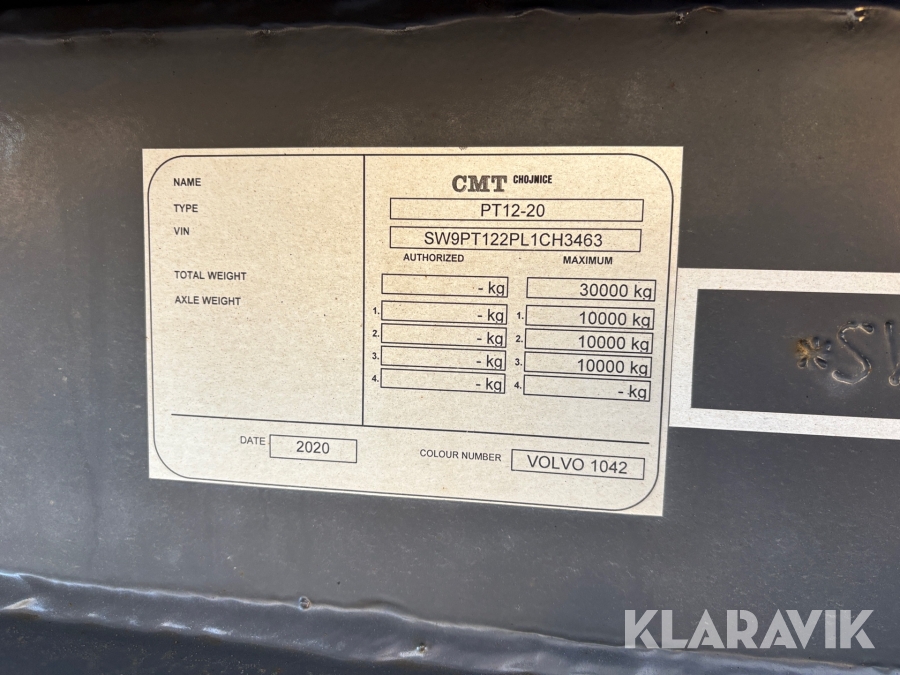 NAME
CMT CHOJNICE
TYPE PT12-20
VIN SW9PT122PL1CH3463
AUTHORIZED MAXIMUM
TOTAL WEIGHT - kg 30000 kg
AXLE WEIGHT 1. - kg 1. 10000 kg
2. - kg 2. 10000 kg
3. - kg 3. 10000 kg
4. - kg 4. - kg
DATE 2020 COLOUR NUMBER VOLVO 1042
*S
KLARAVIK